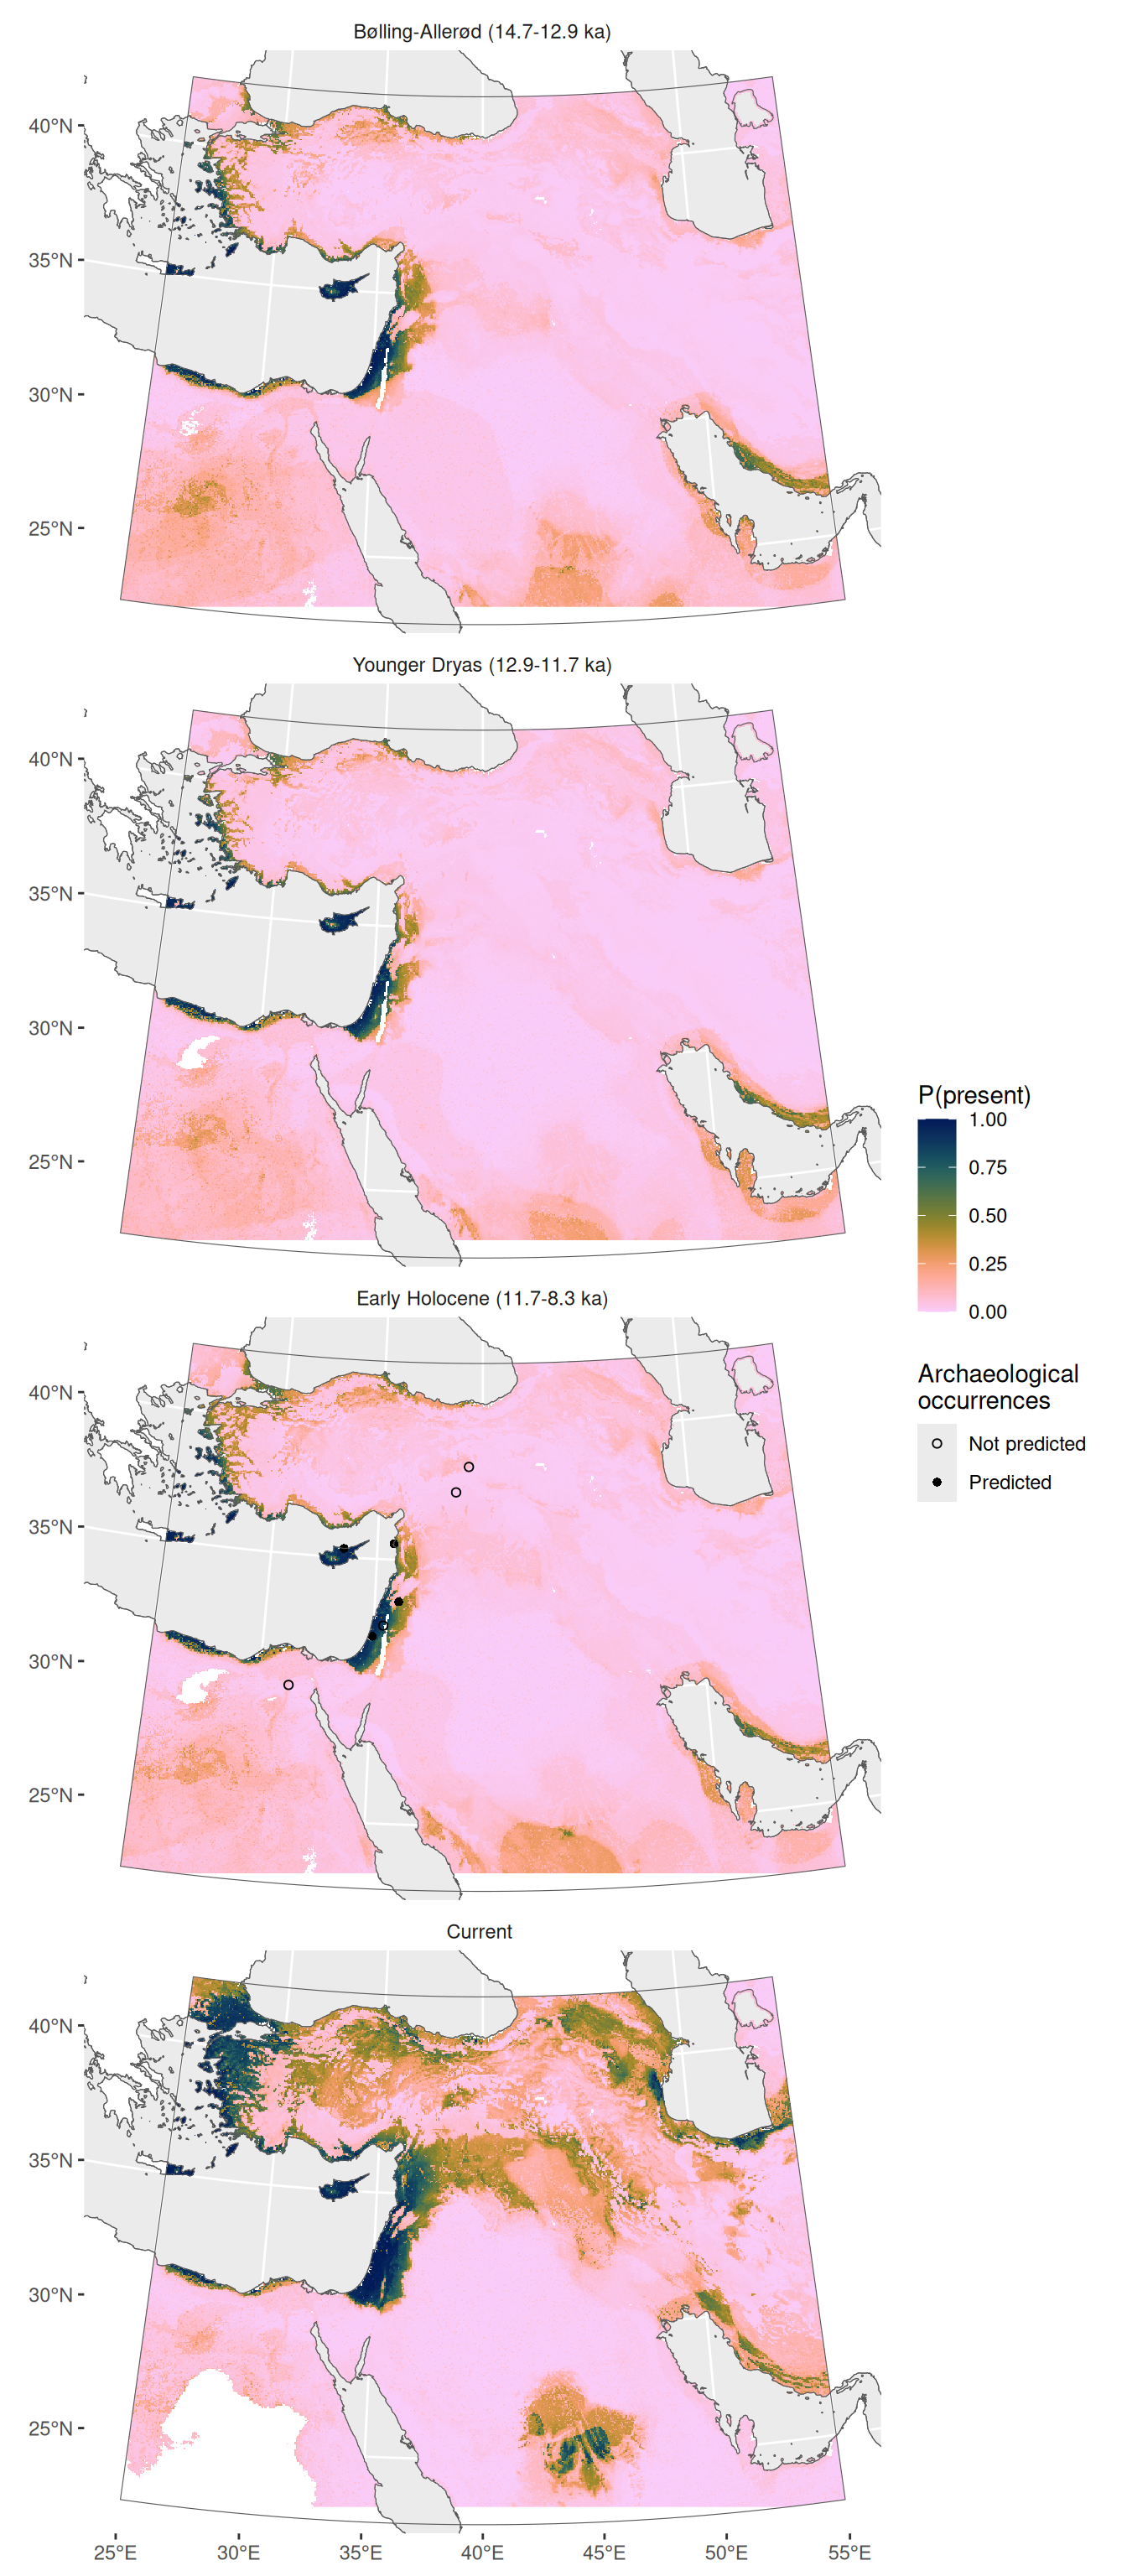 Bølling-Allerød (14.7-12.9 ka)
40°N
35°N
30°N
25°N
Younger Dryas (12.9-11.7 ka)
40°N
35°N
30°N
25°N
P(present)
1.00
0.75
0.50
0.25
0.00
Early Holocene (11.7-8.3 ka)
Archaeological
occurrences
Not predicted
Predicted
40°N
35°N
30°N
25°N
Current
40°N
35°N
30°N
25°N
25°E 30°E 35°E 40°E 45°E 50°E 55°E